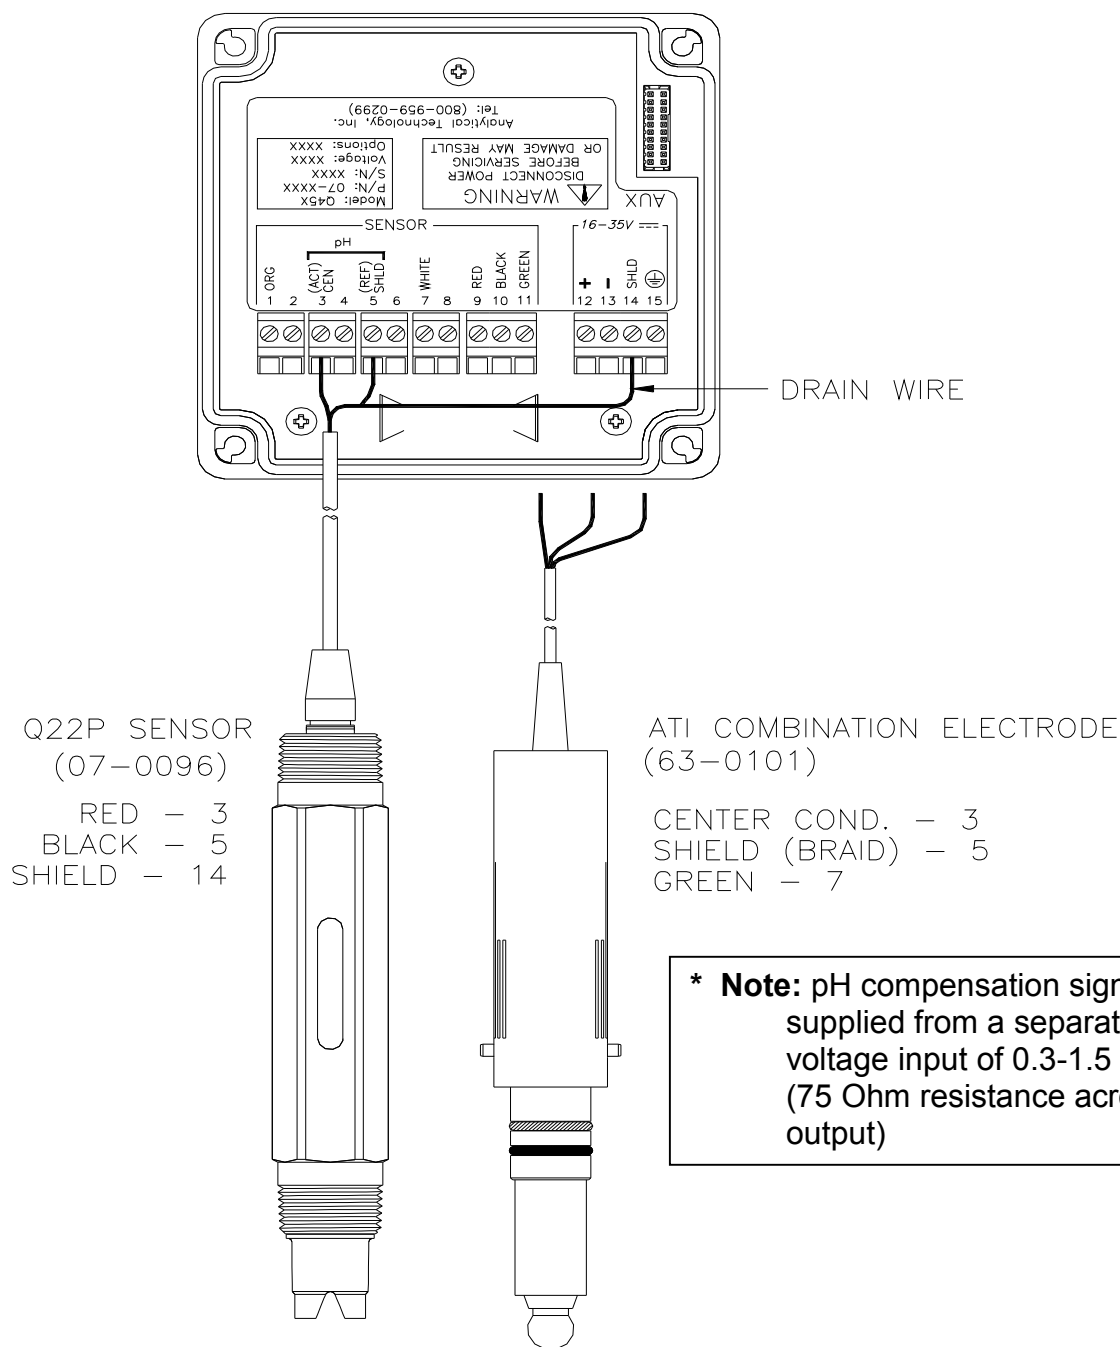 Tel: (800-959-0299)
Analytical Technology, Inc.
Options: XXXX
Voltage: XXXX
S/N: XXXX
P/N: 07-XXXX
Model: Q45X
OR DAMAGE MAY RESULT
BEFORE SERVICING
DISCONNECT POWER
WARNING
AUX
SENSOR
16-35V
pH
ORG
(ACT)
CEN
(REF)
SHLD
WHITE
RED
BLACK
GREEN
+
-
SHLD
1 2 3 4 5 6 7 8 9 10 11 12 13 14 15
DRAIN WIRE
Q22P SENSOR
(07-0096)
RED - 3
BLACK - 5
SHIELD - 14
ATI COMBINATION ELECTRODE
(63-0101)
CENTER COND. - 3
SHIELD (BRAID) - 5
GREEN - 7
* Note: pH compensation sign
supplied from a separat
voltage input of 0.3-1.5
(75 Ohm resistance acr
output)